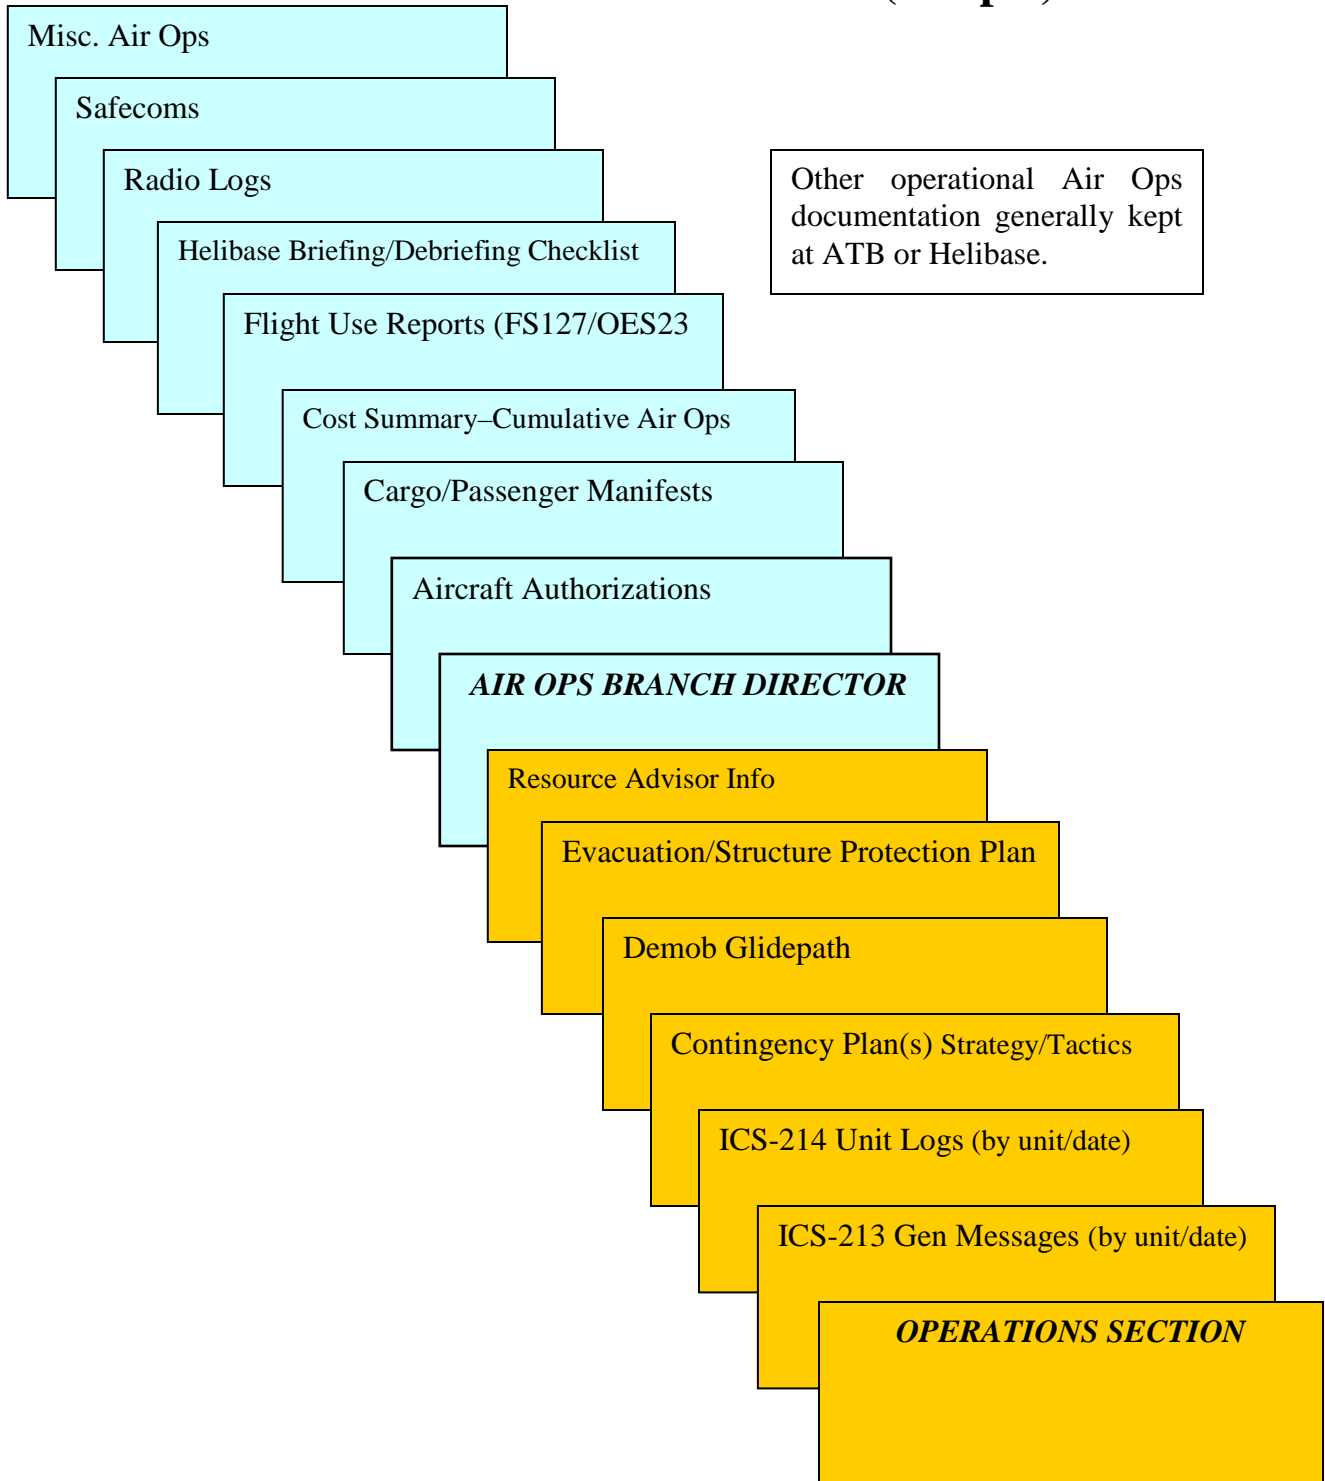 Misc. Air Ops
Safecoms
Radio Logs
Other operational Air Ops
documentation generally kept
at ATB or Helibase.
Helibase Briefing/Debriefing Checklist
Flight Use Reports (FS127/OES23
Cost Summary–Cumulative Air Ops
Cargo/Passenger Manifests
Aircraft Authorizations
AIR OPS BRANCH DIRECTOR
Resource Advisor Info
Evacuation/Structure Protection Plan
Demob Glidepath
Contingency Plan(s) Strategy/Tactics
ICS-214 Unit Logs (by unit/date)
ICS-213 Gen Messages (by unit/date)
OPERATIONS SECTION